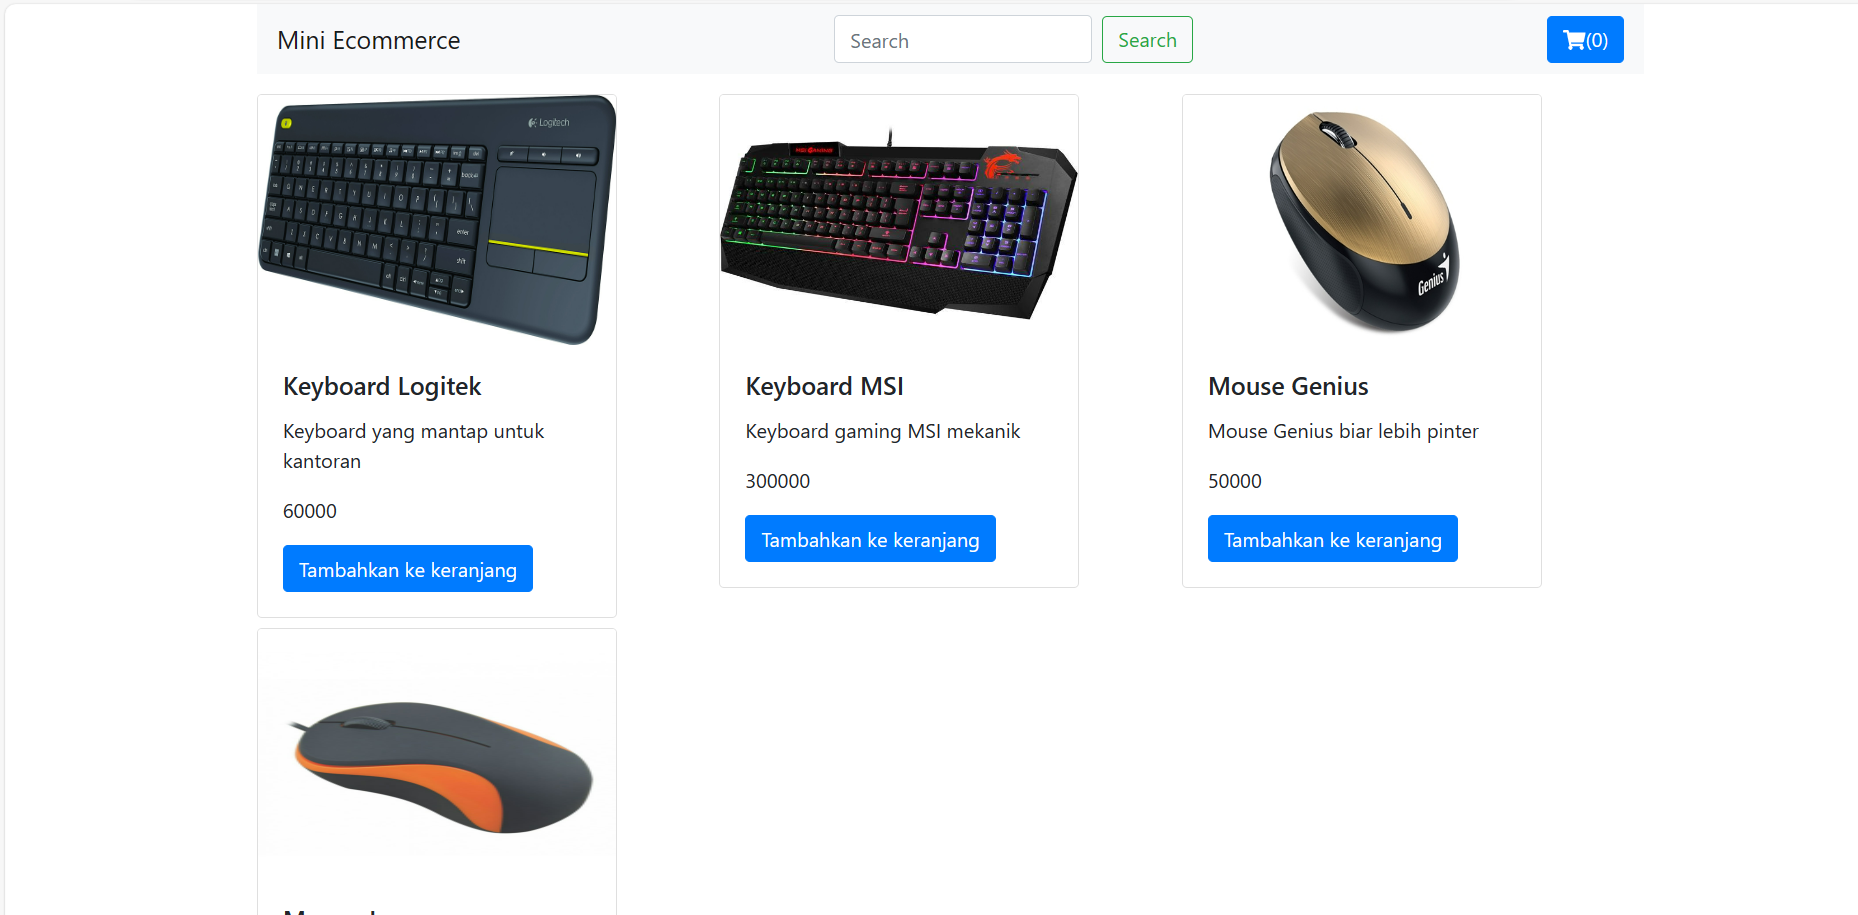 Mini Ecommerce
Search
Search
(0)
Logitech
Keyboard Logitek
Keyboard yang mantap untuk
kantoran
60000
Tambahkan ke keranjang
Keyboard MSI
Keyboard gaming MSI mekanik
300000
Tambahkan ke keranjang
Genius
Mouse Genius
Mouse Genius biar lebih pinter
50000
Tambahkan ke keranjang